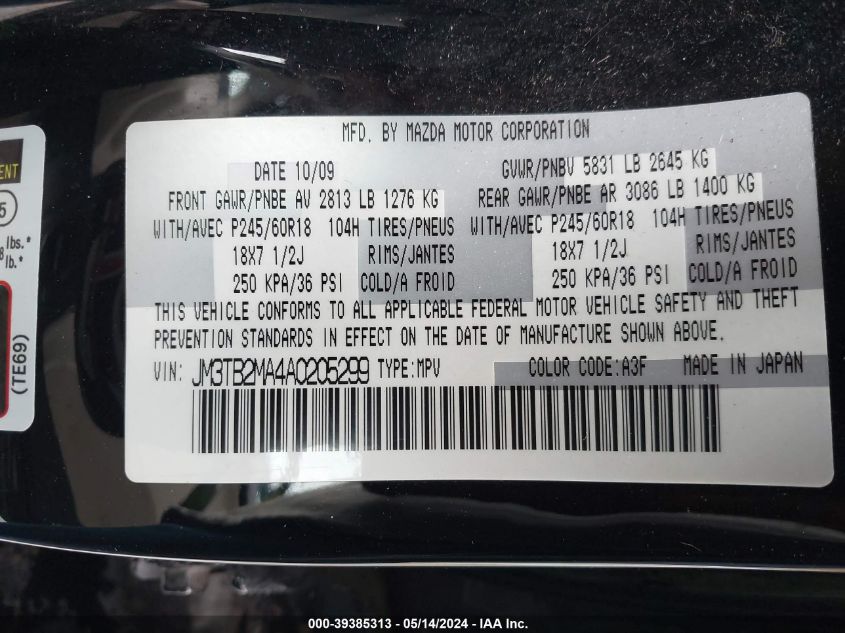 MFD. BY MAZDA MOTOR CORPORATION
DATE 10/09 GVWR/PNBV 5831 LB 2645 KG
FRONT GAWR/PNBE AV 2813 LB 1276 KG REAR GAWR/PNBE AR 3086 LB 1400 KG
WITH/AVEC P245/60R18 104H TIRES/PNEUS WITH/AVEC P245/60R18 104H TIRES/PNEUS
18X7 1/2J RIMS/JANTES 18X7 1/2J RIMS/JANTES
250 KPA/36 PSI COLD/A FROID 250 KPA/36 PSI COLD/A FROID
THIS VEHICLE CONFORMS TO ALL APPLICABLE FEDERAL MOTOR VEHICLE SAFETY AND THEFT
PREVENTION STANDARDS IN EFFECT ON THE DATE OF MANUFACTURE SHOWN ABOVE.
VIN: JM3TB2MA4A0205299 TYPE:MPV COLOR CODE:A3F MADE IN JAPAN
5
lbs.*
lb.*
(TE69)
000-39385313 - 05/14/2024 - IAA Inc.